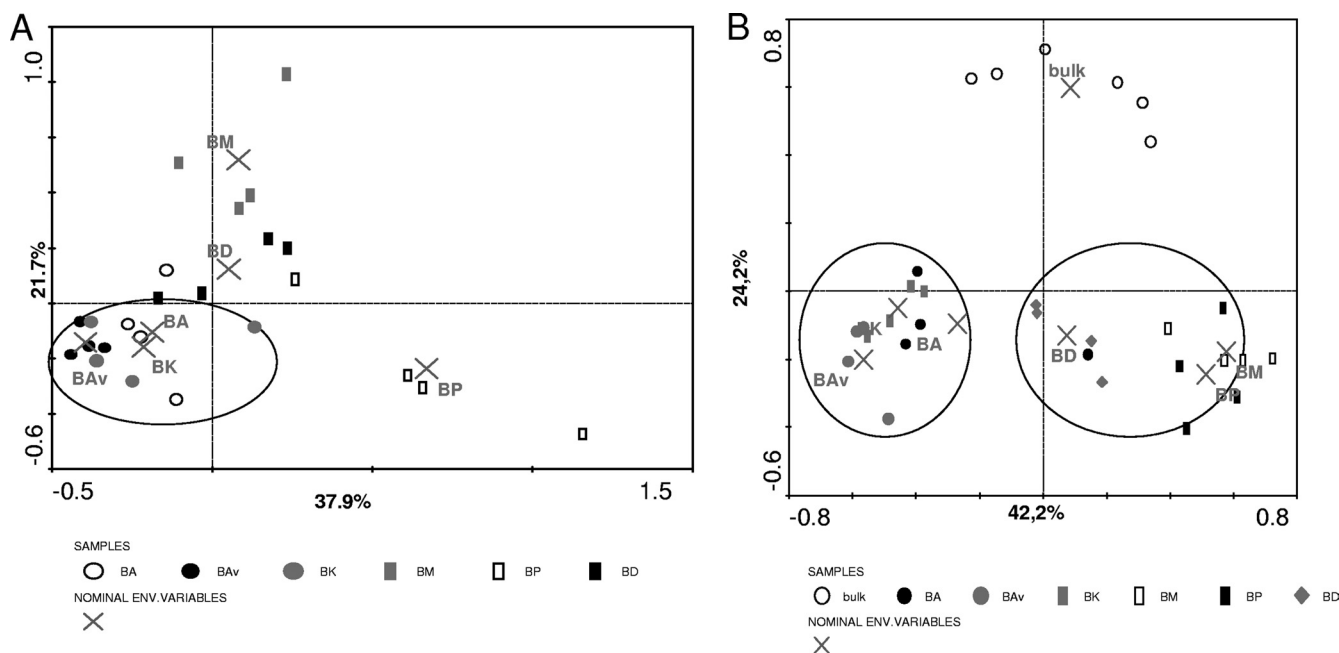 A
1.0
BM
BD
21.7%
BA
BK
BAv
BP
-0.6
-0.5
37.9%
1.5
SAMPLES
BA BAv BK BM BP BD
NOMINAL ENV.VARIABLES
B
0.8
bulk
24,2%
BK
BA
BAv
BD
BM
BP
-0.6
-0.8
42,2%
0.8
SAMPLES
bulk BA BAv BK BM BP BD
NOMINAL ENV.VARIABLES